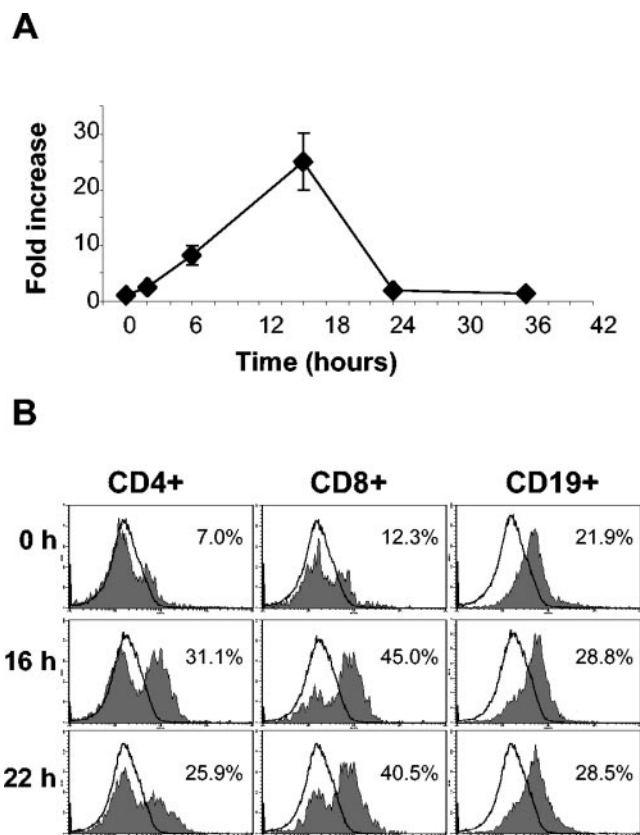 A
Fold increase
30
20
10
0
0 6 12 18 24 30 36 42
Time (hours)
B
CD4+ CD8+ CD19+
0 h 7.0% 12.3% 21.9%
16 h 31.1% 45.0% 28.8%
22 h 25.9% 40.5% 28.5%